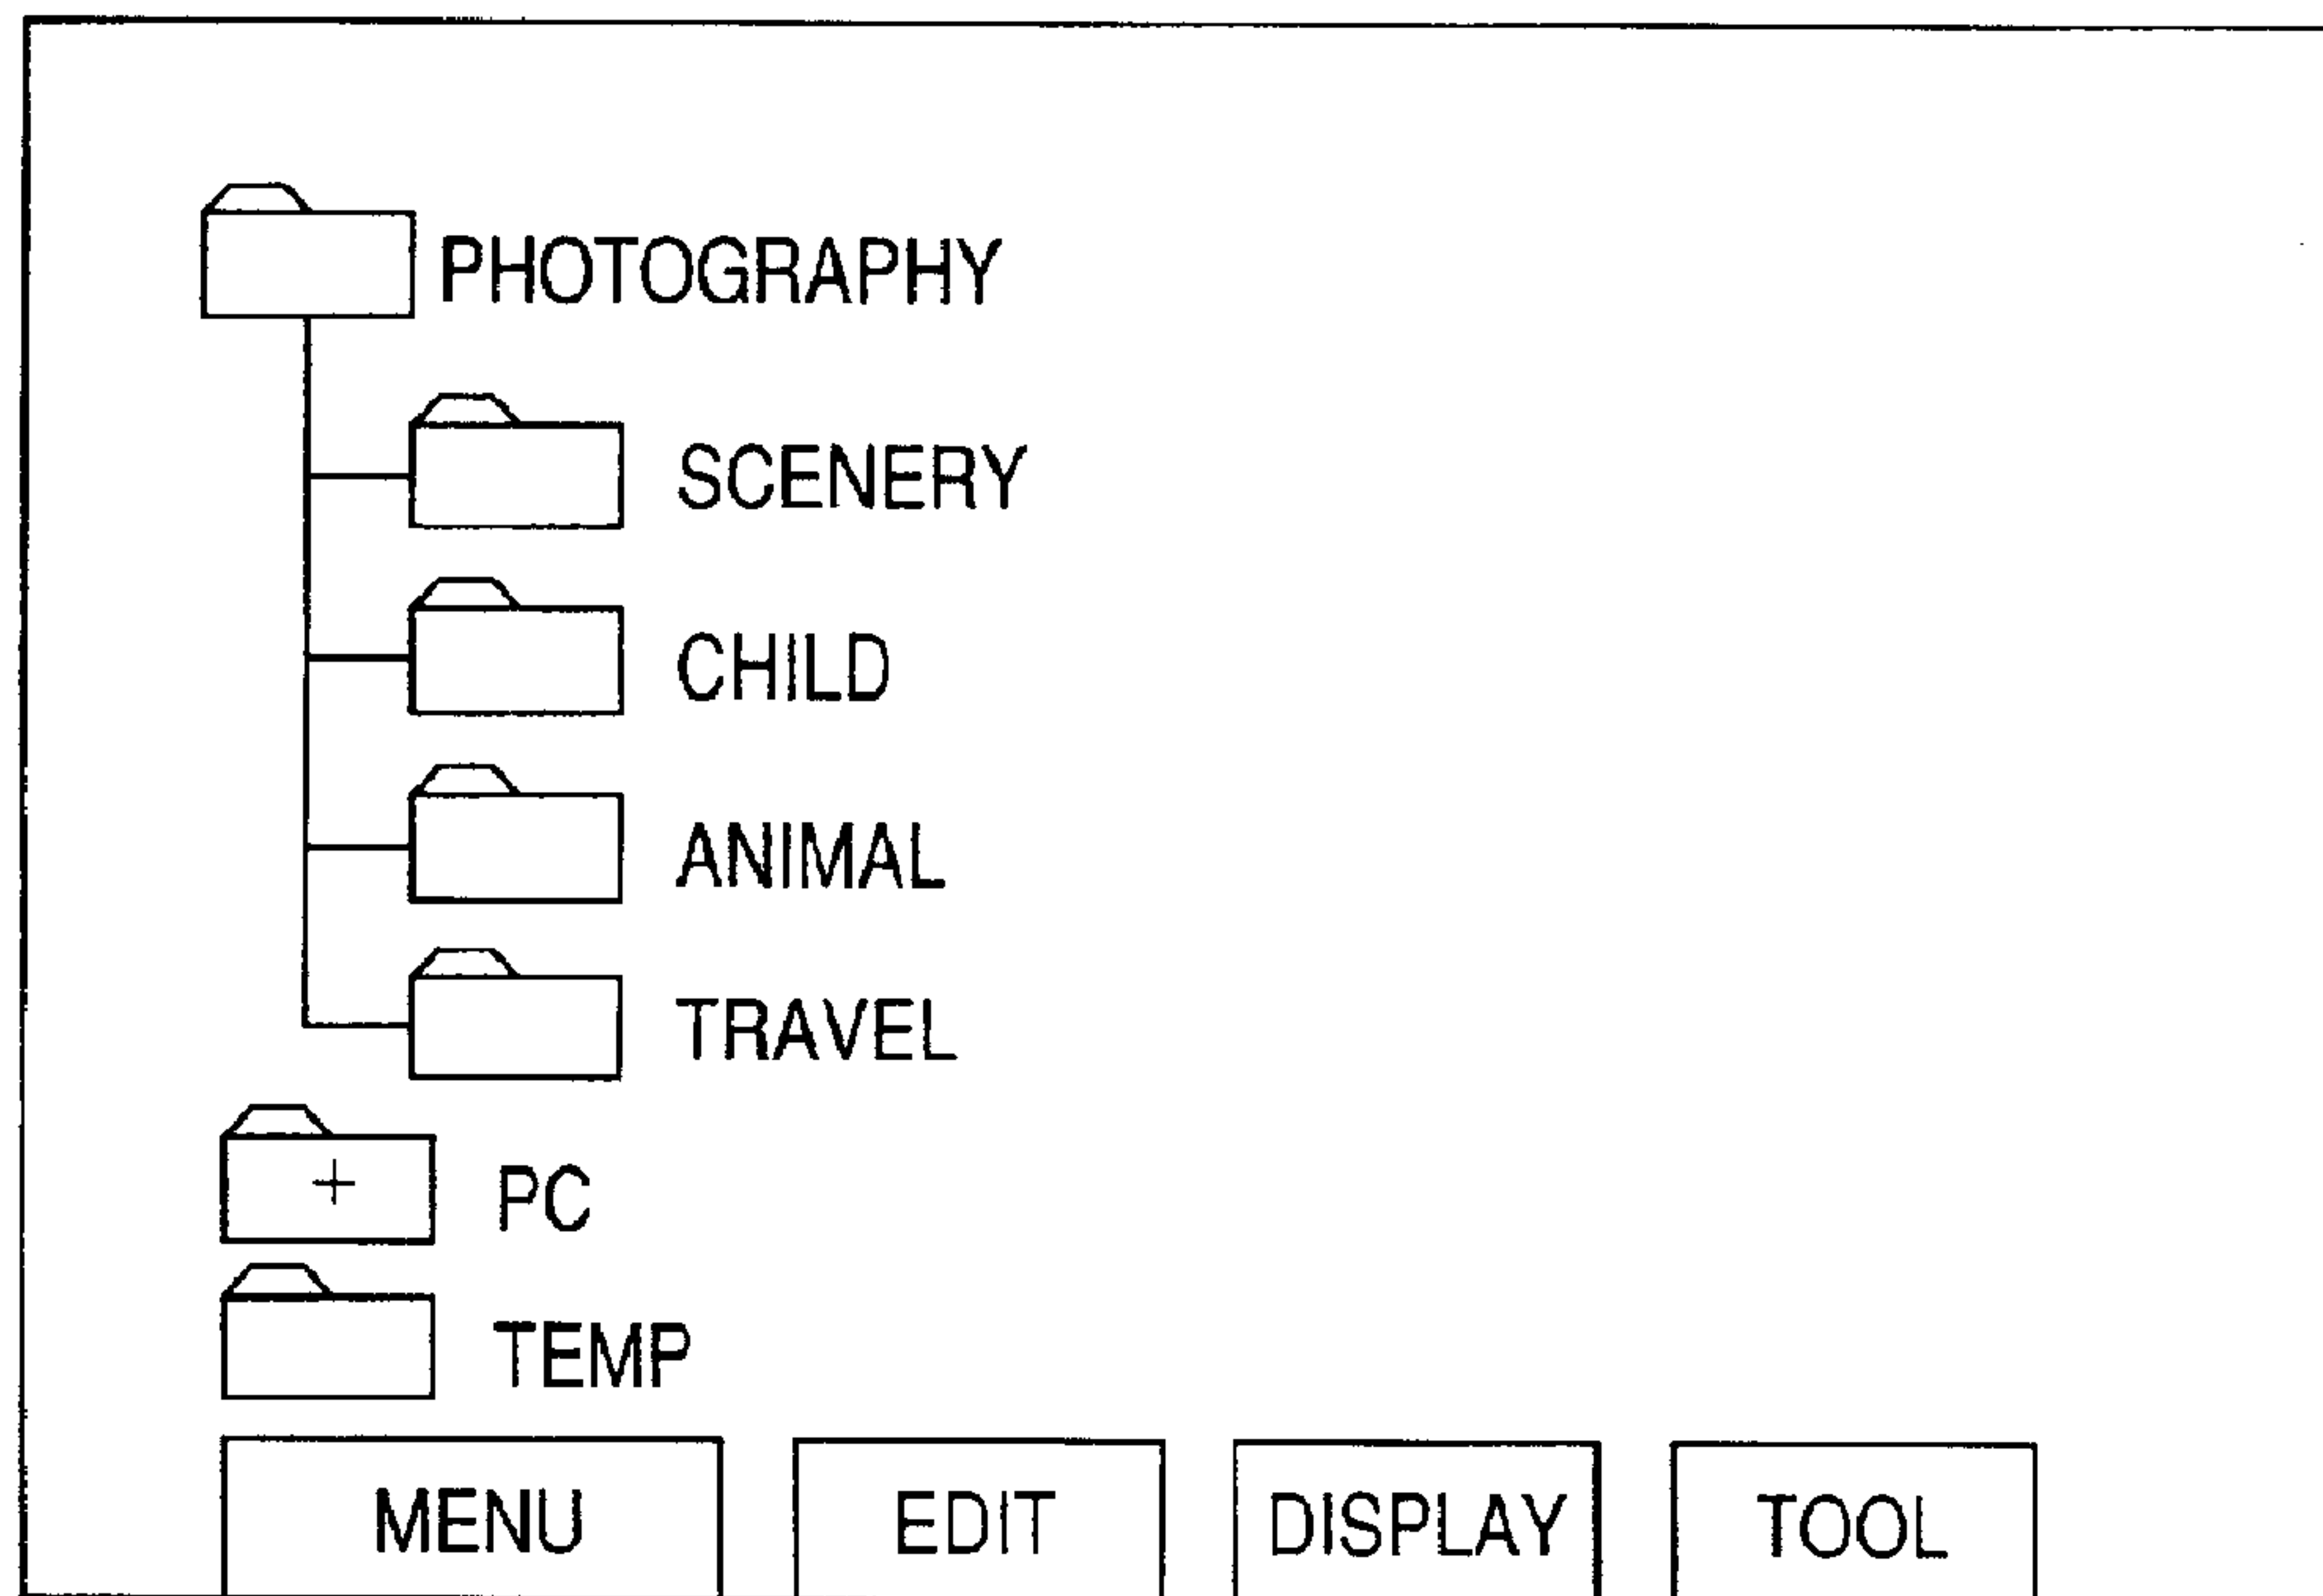 PHOTOGRAPHY
SCENERY
CHILD
ANIMAL
TRAVEL
+ PC
TEMP
MENU EDIT DISPLAY TOOL